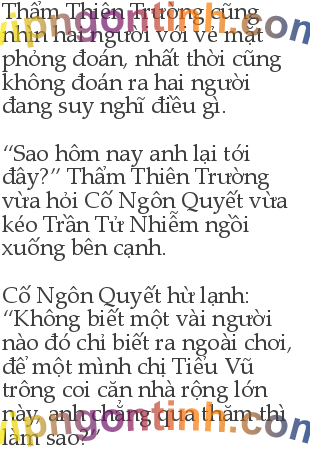 Thẩm Thiên Trường cũng
nhìn hai người với vẻ mặt
phỏng đoán, nhất thời cũng
không đoán ra hai người
đang suy nghĩ điều gì.
“Sao hôm nay anh lại tới
đây?” Thẩm Thiên Trường
vừa hỏi Cố Ngôn Quyết vừa
kéo Trần Tử Nhiễm ngồi
xuống bên cạnh.
Cố Ngôn Quyết hừ lạnh:
“Không biết một vài người
nào đó chỉ biết ra ngoài chơi,
để một mình chị Tiểu Vũ
trông coi căn nhà rộng lớn
này, anh chẳng qua thăm thì
làm sao?”
vipngontinh.com
vipngontinh.com